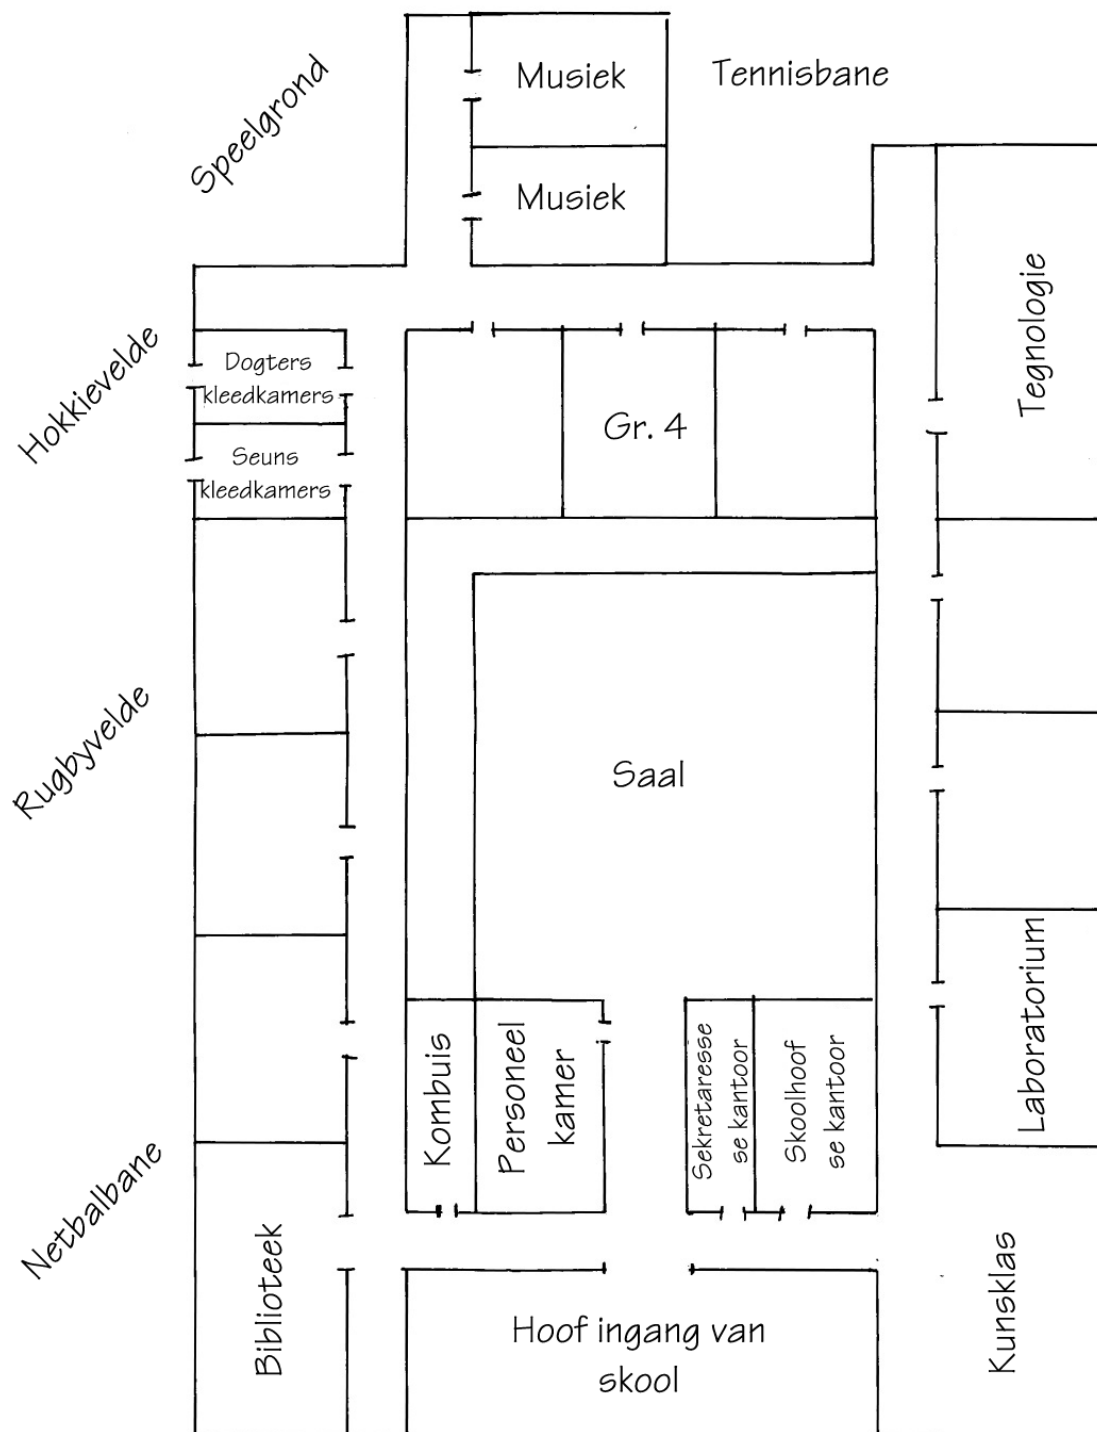 Speelgrond
Musiek
Tennisbane
Musiek
Hokkievelde
Dogters
kleedkamers
Seuns
kleedkamers
Gr. 4
Tegnologie
Rugbyvelde
Saal
Netbalbane
Kombuis
Personeel
kamer
Sekretaresse
se kantoor
Skoolhoof
se kantoor
Laboratorium
Biblioteek
Hoof ingang van
skool
Kunsklas